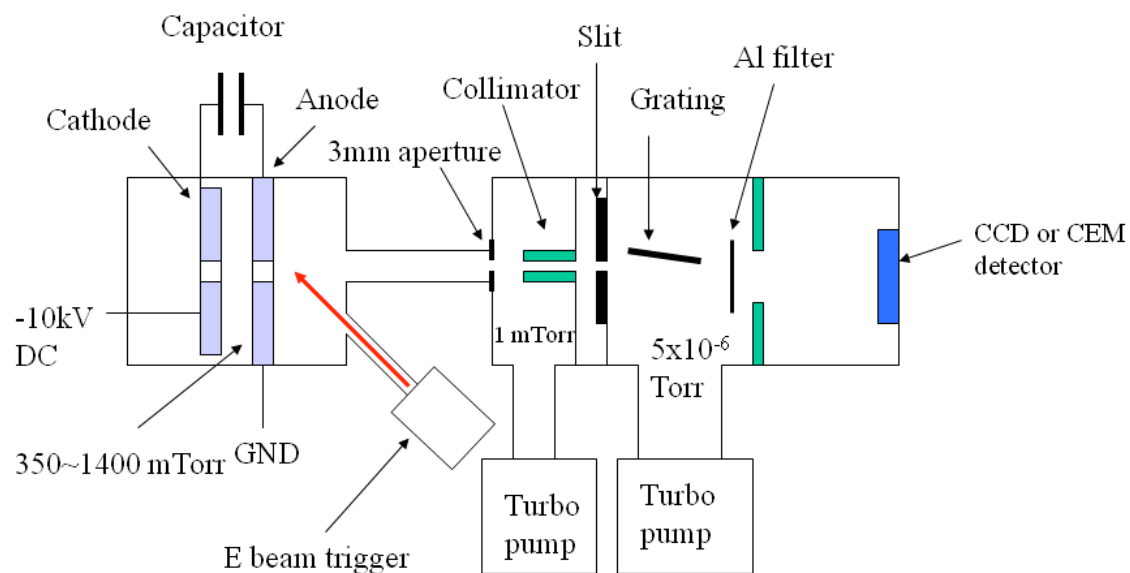 Capacitor
Slit
Al filter
Collimator
Grating
Anode
Cathode
3mm aperture
CCD or CEM
detector
-10kV
DC
1 mTorr
5x10-6
Torr
350~1400 mTorr
GND
Turbo
pump
Turbo
pump
E beam trigger